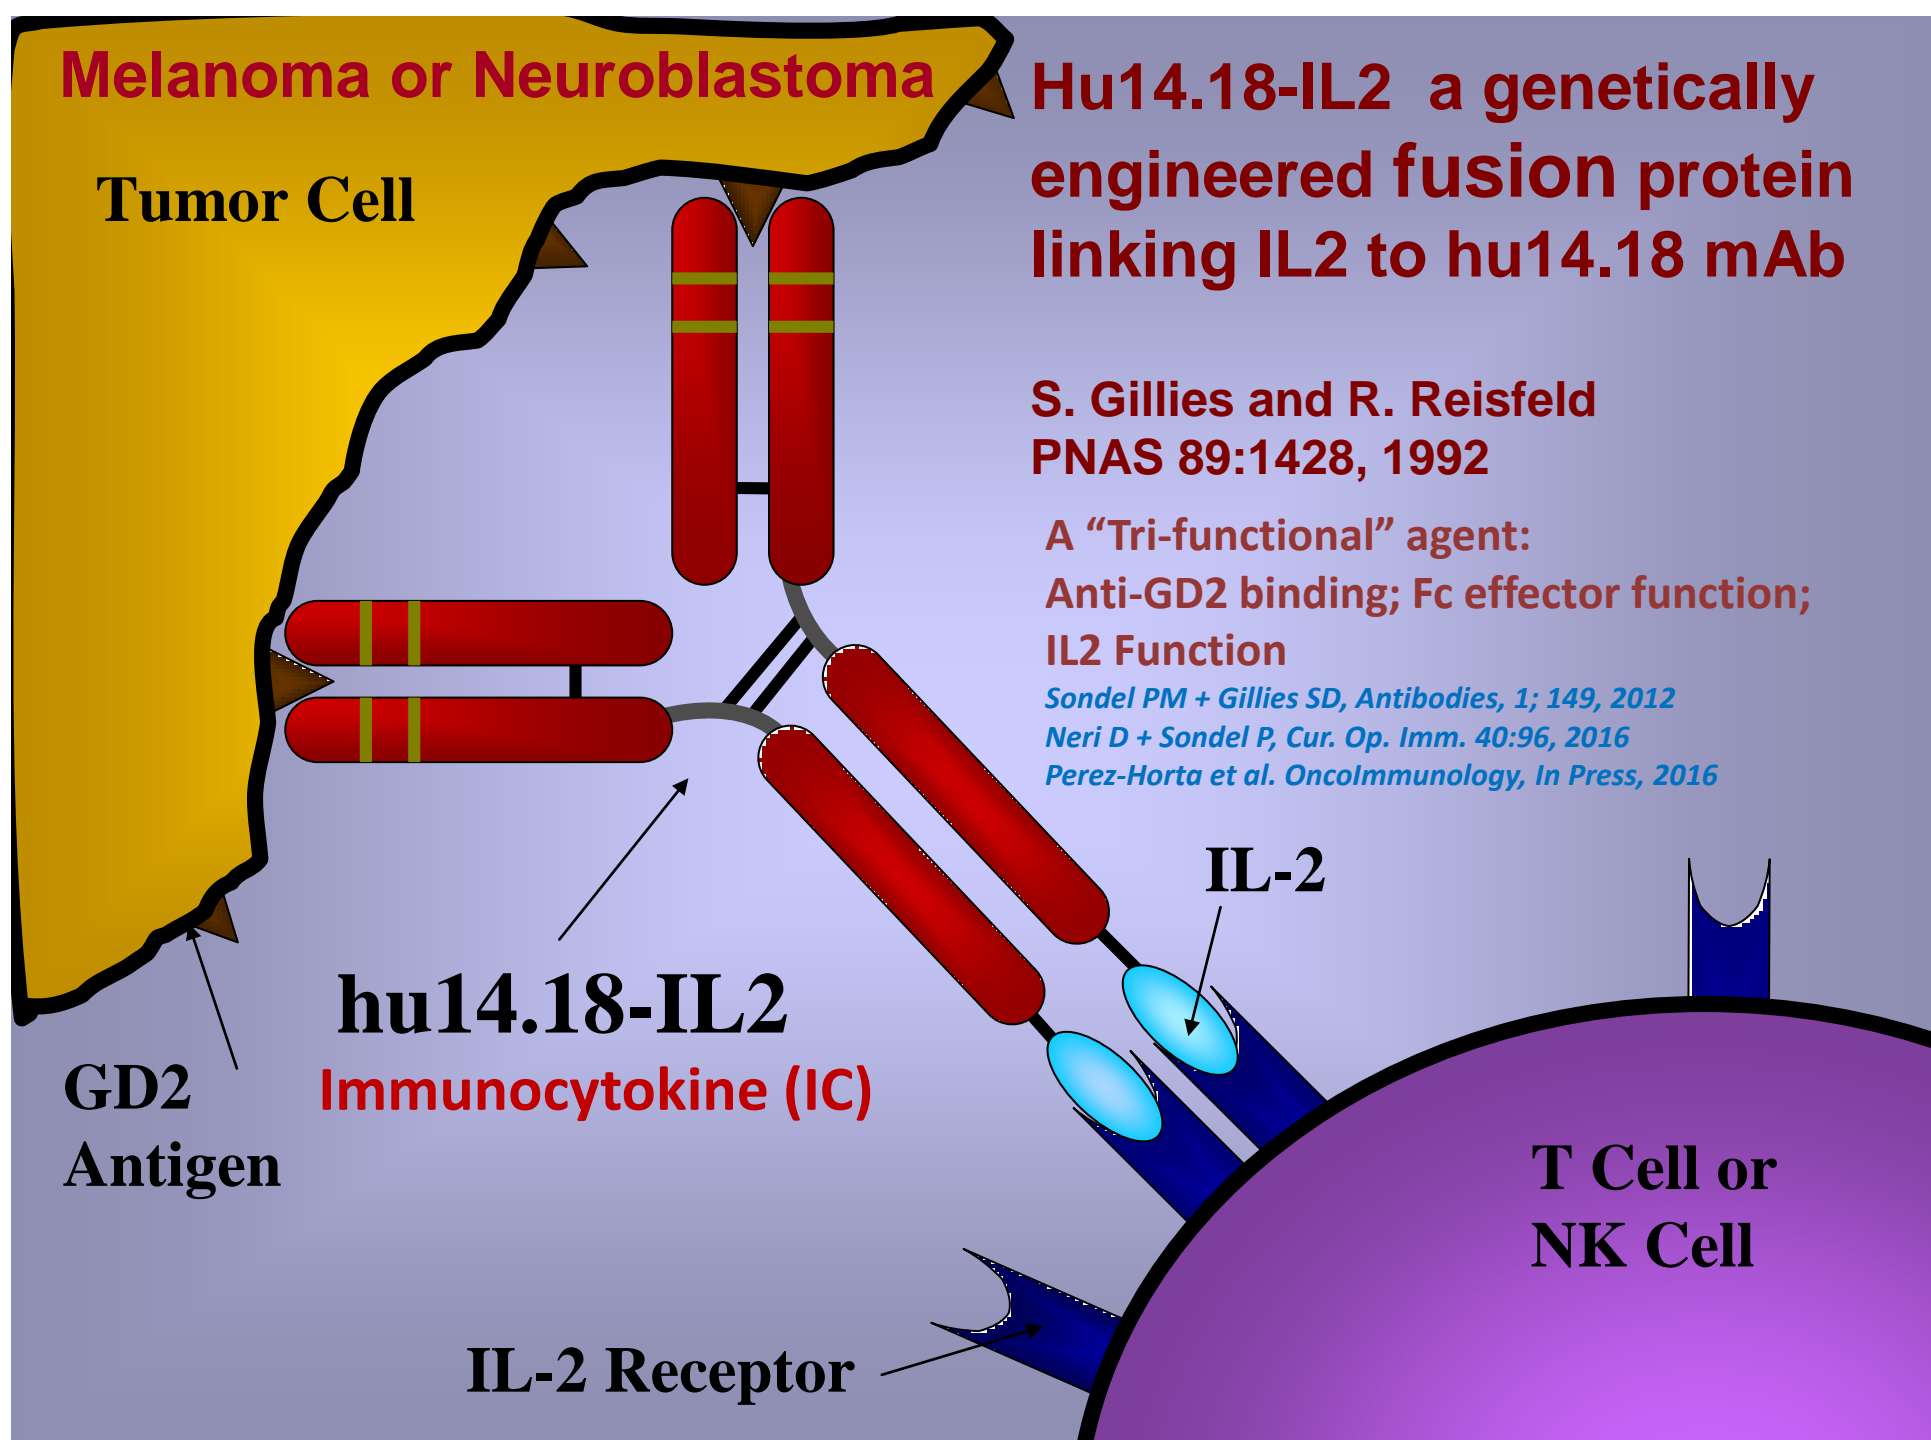 Melanoma or Neuroblastoma
Tumor Cell
Hu14.18-IL2 a genetically
engineered fusion protein
linking IL2 to hu14.18 mAb
S. Gillies and R. Reisfeld
PNAS 89:1428, 1992
A “Tri-functional” agent:
Anti-GD2 binding; Fc effector function;
IL2 Function
Sondel PM + Gillies SD, Antibodies, 1; 149, 2012
Neri D + Sondel P, Cur. Op. Imm. 40:96, 2016
Perez-Horta et al. OncoImmunology, In Press, 2016
IL-2
hu14.18-IL2
Immunocytokine (IC)
GD2
Antigen
T Cell or
NK Cell
IL-2 Receptor